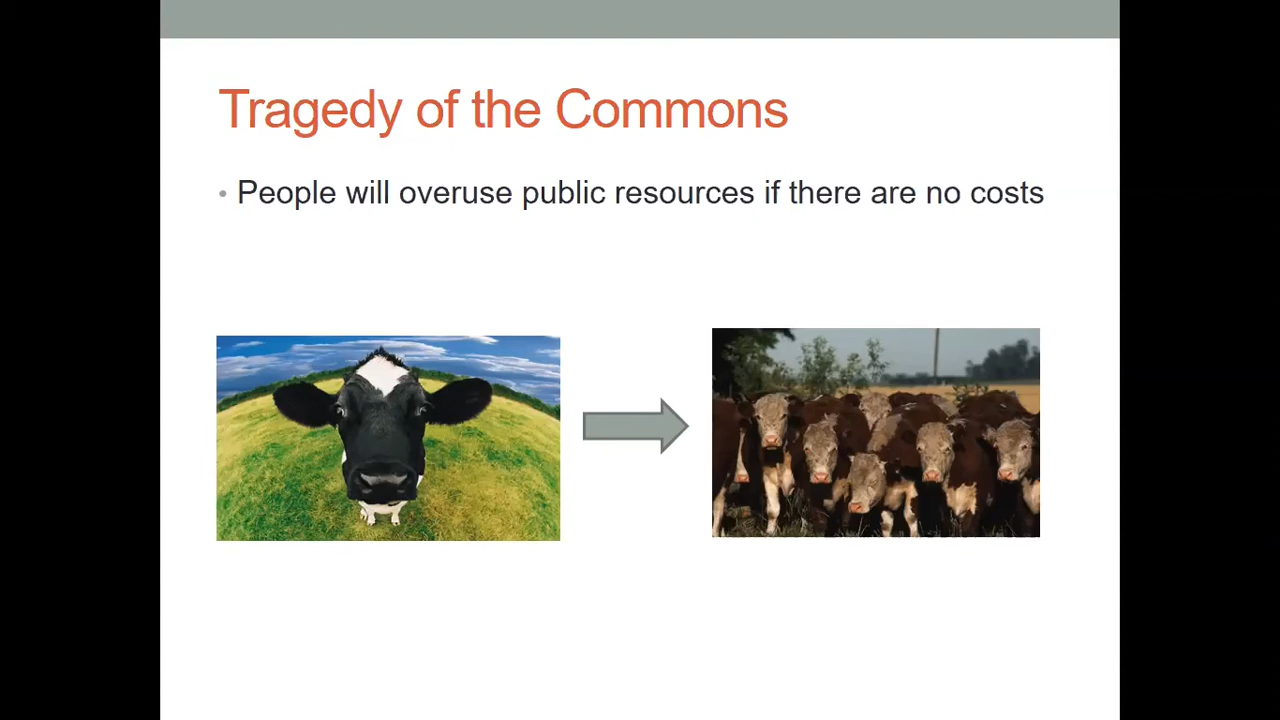 Tragedy of the Commons
• People will overuse public resources if there are no costs